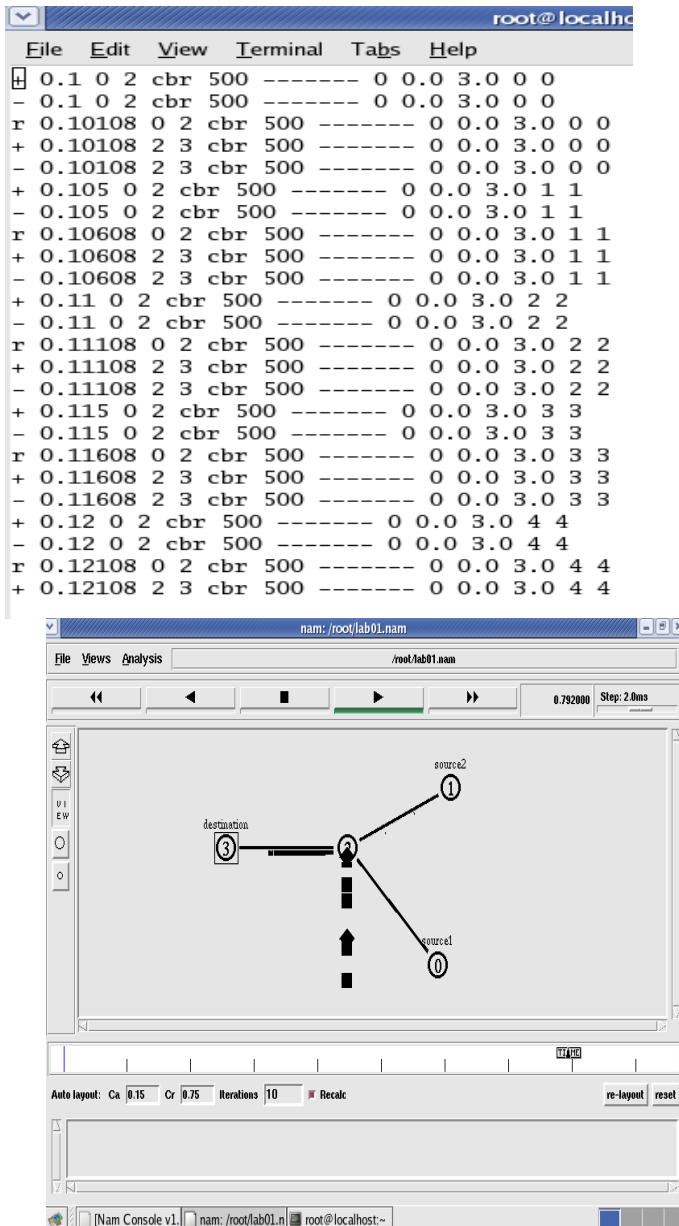 root@localho
File Edit View Terminal Tabs Help
+ 0.1 0 2 cbr 500 ------- 0 0.0 3.0 0 0
- 0.1 0 2 cbr 500 ------- 0 0.0 3.0 0 0
r 0.10108 0 2 cbr 500 ------- 0 0.0 3.0 0 0
+ 0.10108 2 3 cbr 500 ------- 0 0.0 3.0 0 0
- 0.10108 2 3 cbr 500 ------- 0 0.0 3.0 0 0
+ 0.105 0 2 cbr 500 ------- 0 0.0 3.0 1 1
- 0.105 0 2 cbr 500 ------- 0 0.0 3.0 1 1
r 0.10608 0 2 cbr 500 ------- 0 0.0 3.0 1 1
+ 0.10608 2 3 cbr 500 ------- 0 0.0 3.0 1 1
- 0.10608 2 3 cbr 500 ------- 0 0.0 3.0 1 1
+ 0.11 0 2 cbr 500 ------- 0 0.0 3.0 2 2
- 0.11 0 2 cbr 500 ------- 0 0.0 3.0 2 2
r 0.11108 0 2 cbr 500 ------- 0 0.0 3.0 2 2
+ 0.11108 2 3 cbr 500 ------- 0 0.0 3.0 2 2
- 0.11108 2 3 cbr 500 ------- 0 0.0 3.0 2 2
+ 0.115 0 2 cbr 500 ------- 0 0.0 3.0 3 3
- 0.115 0 2 cbr 500 ------- 0 0.0 3.0 3 3
r 0.11608 0 2 cbr 500 ------- 0 0.0 3.0 3 3
+ 0.11608 2 3 cbr 500 ------- 0 0.0 3.0 3 3
- 0.11608 2 3 cbr 500 ------- 0 0.0 3.0 3 3
+ 0.12 0 2 cbr 500 ------- 0 0.0 3.0 4 4
- 0.12 0 2 cbr 500 ------- 0 0.0 3.0 4 4
r 0.12108 0 2 cbr 500 ------- 0 0.0 3.0 4 4
+ 0.12108 2 3 cbr 500 ------- 0 0.0 3.0 4 4
nam: /root/lab01.nam
File Views Analysis /root/lab01.nam
0.792000 Step: 2.0ms
VIEW
source2
1
destination
3
source1
0
TIME
Auto layout: Ca 0.15 Cr 0.75 Iterations 10 Recalc re-layout reset
[Nam Console v1. nam: /root/lab01.n root@localhost:~